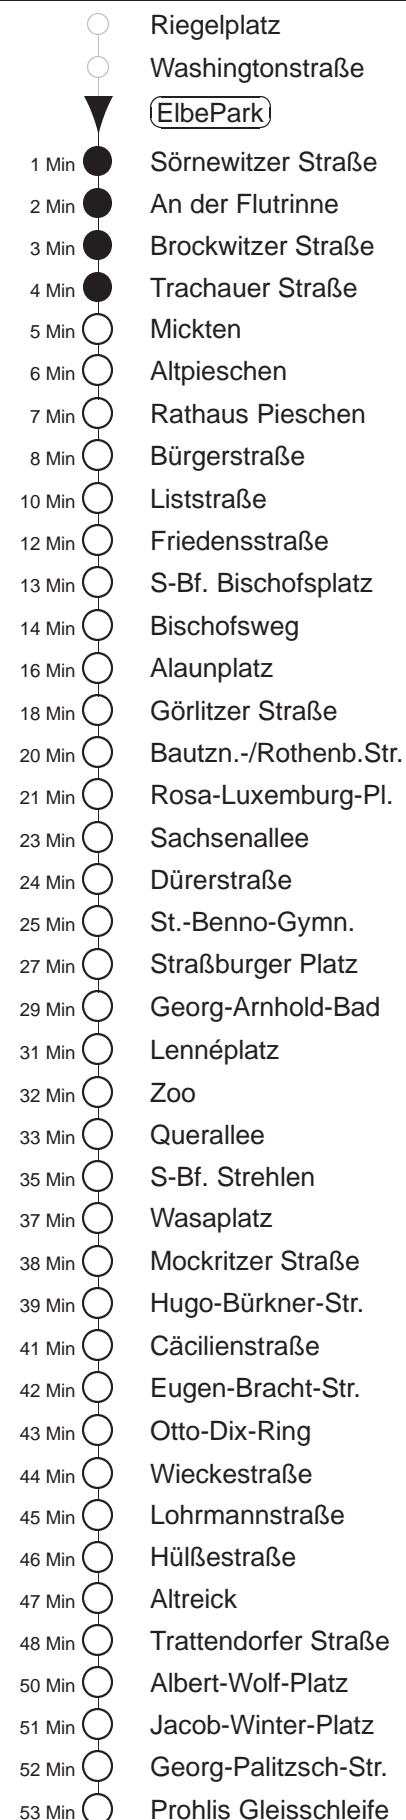 Riegelplatz
Washingtonstraße
ElbePark
1 Min Sörnewitzer Straße
2 Min An der Flutrinne
3 Min Brockwitzer Straße
4 Min Trachauer Straße
5 Min Mickten
6 Min Altpieschen
7 Min Rathaus Pieschen
8 Min Bürgerstraße
10 Min Liststraße
12 Min Friedensstraße
13 Min S-Bf. Bischofsplatz
14 Min Bischofsweg
16 Min Alaunplatz
18 Min Görlitzer Straße
20 Min Bautzn.-/Rothenb.Str.
21 Min Rosa-Luxemburg-Pl.
23 Min Sachsenallee
24 Min Dürerstraße
25 Min St.-Benno-Gymn.
27 Min Straßburger Platz
29 Min Georg-Arnhold-Bad
31 Min Lennéplatz
32 Min Zoo
33 Min Querallee
35 Min S-Bf. Strehlen
37 Min Wasaplatz
38 Min Mockritzer Straße
39 Min Hugo-Bürkner-Str.
41 Min Cäcilienstraße
42 Min Eugen-Bracht-Str.
43 Min Otto-Dix-Ring
44 Min Wieckestraße
45 Min Lohrmannstraße
46 Min Hülßestraße
47 Min Altreick
48 Min Trattendorfer Straße
50 Min Albert-Wolf-Platz
51 Min Jacob-Winter-Platz
52 Min Georg-Palitzsch-Str.
53 Min Prohlis Gleisschleife